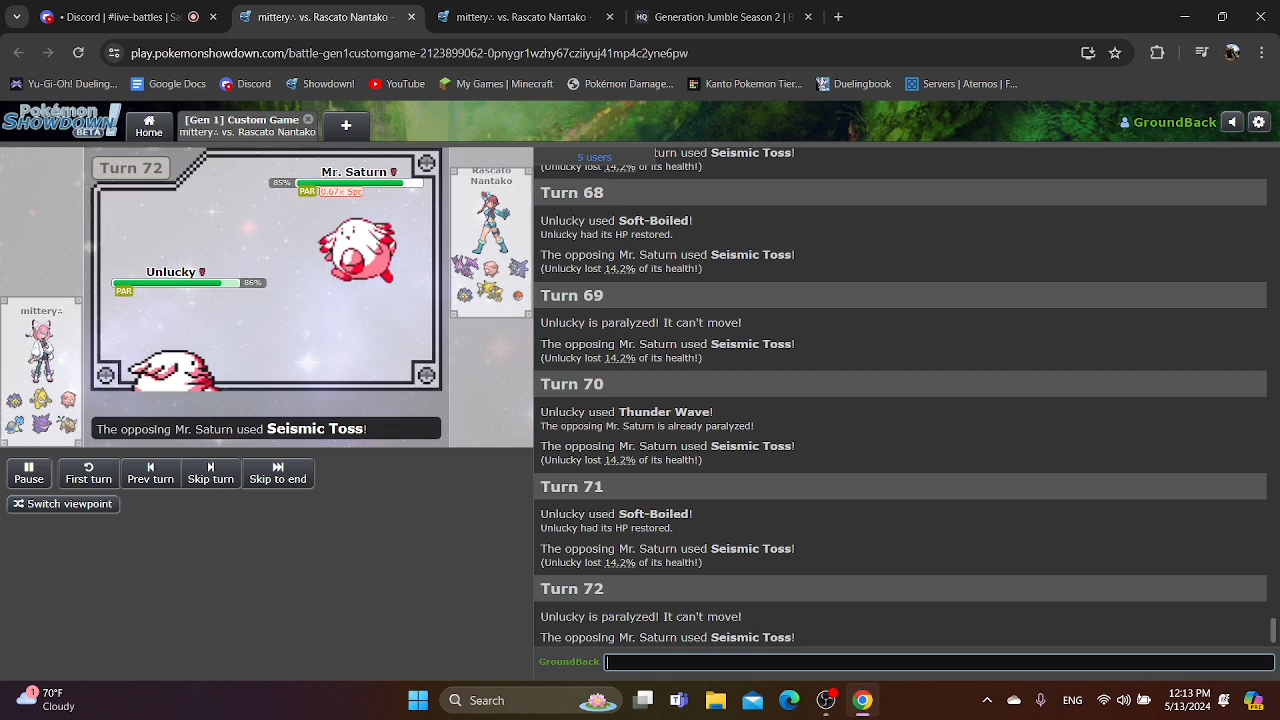 Discord | #live-battles | Sa
mittery∴ vs. Rascato Nantako -
mittery∴ vs. Rascato Nantako -
HQ Generation Jumble Season 2 | B
play.pokemonshowdown.com/battle-gen1customgame-2123899062-0pnygr1wzhy67cziiyuj41mp4c2yne6pw
Yu-Gi-Oh! Dueling...
Google Docs
Discord
Showdown!
YouTube
My Games | Minecraft
Pokémon Damage...
Kanto Pokemon Tier...
Duelingbook
Servers | Aternos | F...
Pokémon
Showdown!
BETA
Home
[Gen 1] Custom Game
mittery∴ vs. Rascato Nantako
GroundBack
Turn 72
Mr. Saturn
85%
PAR 0.67× Spc
Unlucky
86%
PAR
The opposing Mr. Saturn used Seismic Toss!
mittery∴
Rascato
Nantako
Pause
First turn
Prev turn
Skip turn
Skip to end
Switch viewpoint
5 users
urn used Seismic Toss!
(Unlucky lost 14.2% of its health!)
Turn 68
Unlucky used Soft-Boiled!
Unlucky had its HP restored.
The opposing Mr. Saturn used Seismic Toss!
(Unlucky lost 14.2% of its health!)
Turn 69
Unlucky is paralyzed! It can't move!
The opposing Mr. Saturn used Seismic Toss!
(Unlucky lost 14.2% of its health!)
Turn 70
Unlucky used Thunder Wave!
The opposing Mr. Saturn is already paralyzed!
The opposing Mr. Saturn used Seismic Toss!
(Unlucky lost 14.2% of its health!)
Turn 71
Unlucky used Soft-Boiled!
Unlucky had its HP restored.
The opposing Mr. Saturn used Seismic Toss!
(Unlucky lost 14.2% of its health!)
Turn 72
Unlucky is paralyzed! It can't move!
The opposing Mr. Saturn used Seismic Toss!
GroundBack
1
70°F
Cloudy
Search
ENG
12:13 PM
5/13/2024
PRE